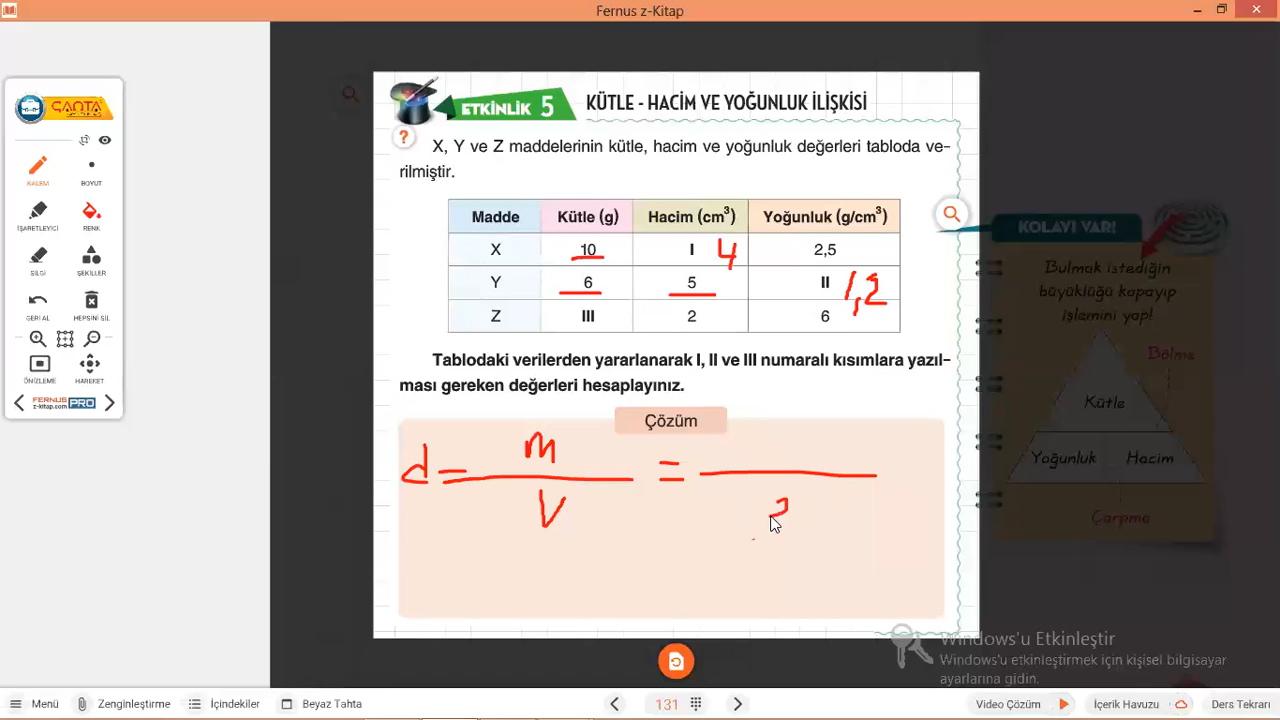 Fernus z-Kitap
ÇANTA
KALEM
BOYUT
İŞARETLEYİCİ
RENK
SİLGİ
ŞEKİLLER
GERİ AL
HEPSİNİ SİL
ÖNİZLEME
HAREKET
FERNUS
z-kitap.com PRO
ETKİNLİK 5
KÜTLE - HACİM VE YOĞUNLUK İLİŞKİSİ
?
X, Y ve Z maddelerinin kütle, hacim ve yoğunluk değerleri tabloda ve-
rilmiştir.
Madde Kütle (g) Hacim (cm³) Yoğunluk (g/cm³)
X 10 I 4 2,5
Y 6 5 II 1,2
Z III 2 6
Tablodaki verilerden yararlanarak I, II ve III numaralı kısımlara yazıl-
ması gereken değerleri hesaplayınız.
Çözüm
d = m =
V
KOLAYI VAR!
Bulmak istediğin
büyüklüğü kapayıp
işlemini yap!
Bölme
Kütle
Yoğunluk Hacim
Çarpma
Windows'u Etkinleştir
Windows'u etkinleştirmek için kişisel bilgisayar
ayarlarına gidin.
Menü Zenginleştirme İçindekiler Beyaz Tahta 131 Video Çözüm İçerik Havuzu Ders Tekrarı